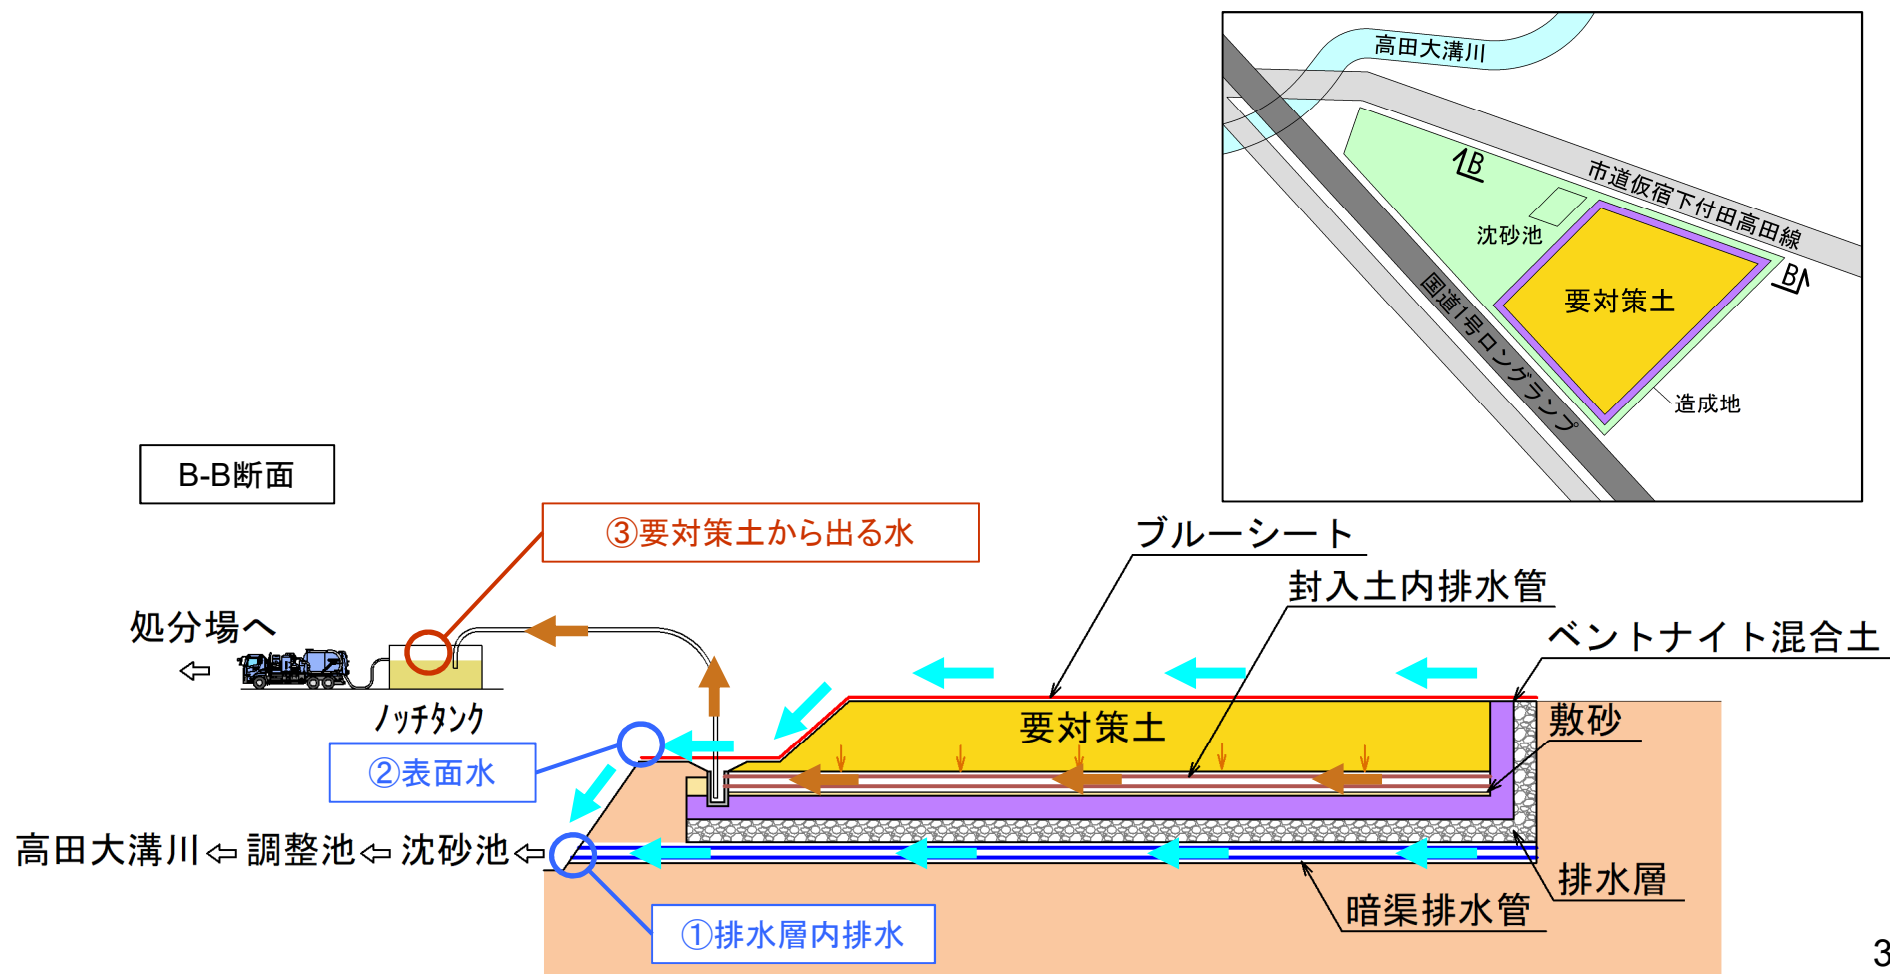 高田大溝川
B
市道仮宿下付田高田線
沈砂池
B
国道1号ロングランプ
要対策土
造成地
B-B断面
③要対策土から出る水
ブルーシート
封入土内排水管
処分場へ
ベントナイト混合土
ノッチタンク
要対策土
敷砂
②表面水
高田大溝川⇦調整池⇦沈砂池⇦
排水層
暗渠排水管
①排水層内排水
3